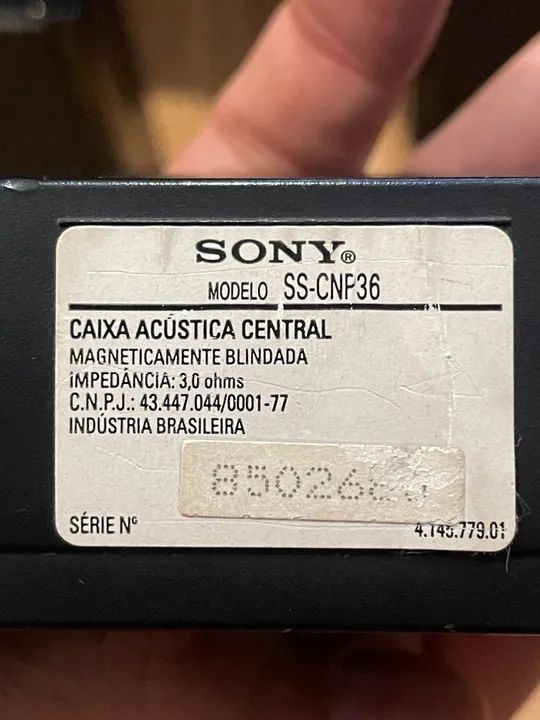 SONY®
MODELO SS-CNP36
CAIXA ACÚSTICA CENTRAL
MAGNETICAMENTE BLINDADA
IMPEDÂNCIA: 3,0 ohms
C.N.P.J.: 43.447.044/0001-77
INDÚSTRIA BRASILEIRA
SÉRIE Nº
4.145.779.01